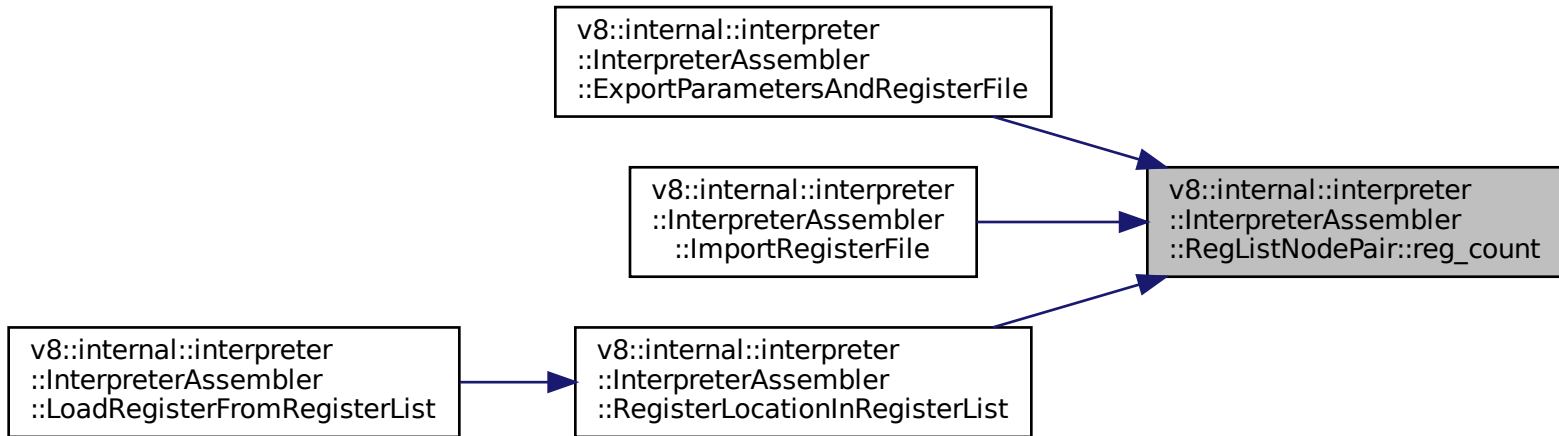 v8::internal::interpreter
::InterpreterAssembler
::ExportParametersAndRegisterFile
v8::internal::interpreter
::InterpreterAssembler
::ImportRegisterFile
v8::internal::interpreter
::InterpreterAssembler
::RegListNodePair::reg_count
v8::internal::interpreter
::InterpreterAssembler
::LoadRegisterFromRegisterList
v8::internal::interpreter
::InterpreterAssembler
::RegisterLocationInRegisterList